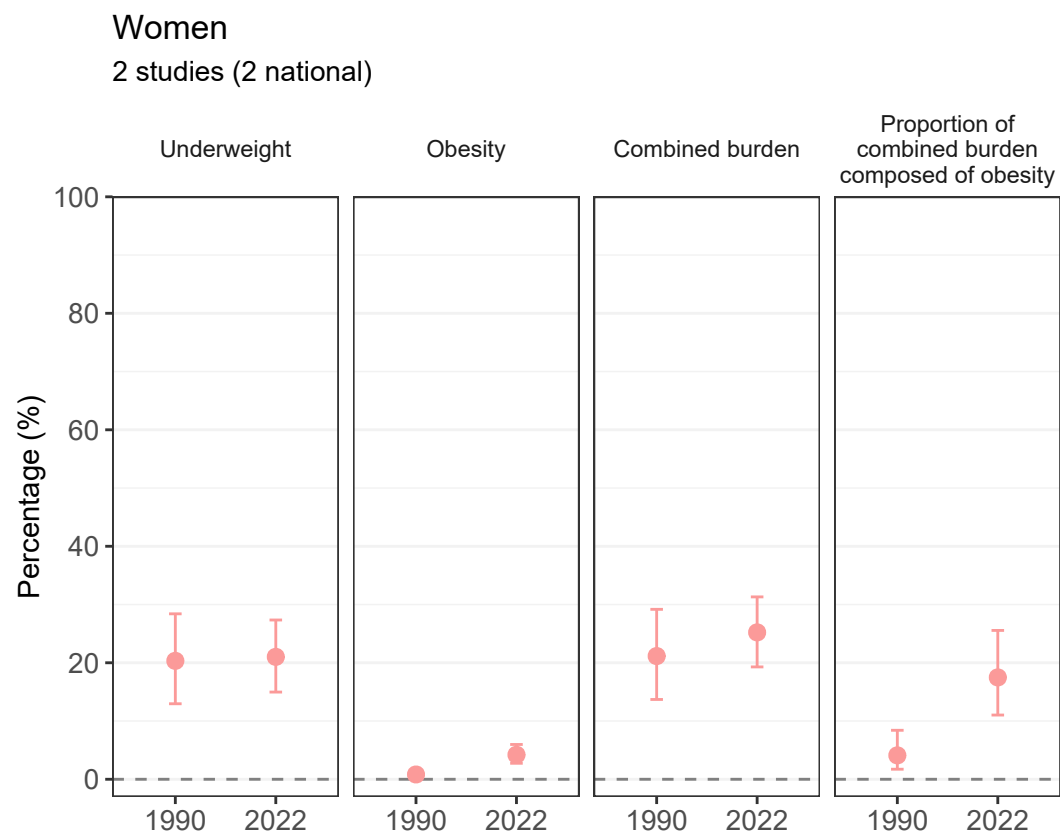 Women
2 studies (2 national)
Underweight
Obesity
Combined burden
Proportion of
combined burden
composed of obesity
Percentage (%)
100
80
60
40
20
0
1990 2022
1990 2022
1990 2022
1990 2022